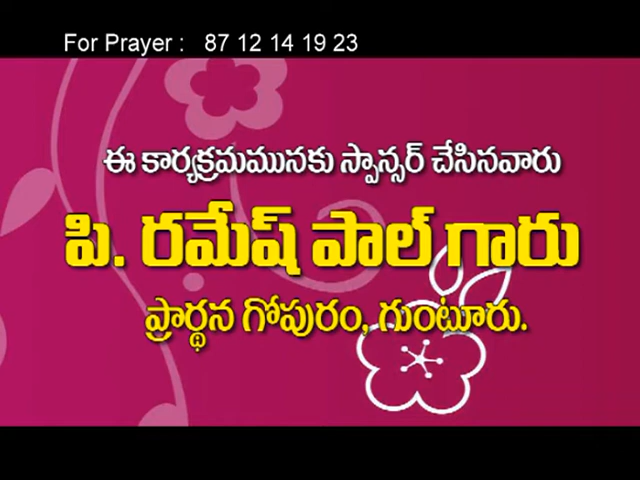 For Prayer : 87 12 14 19 23
ఈ కార్యక్రమమునకు స్పాన్సర్ చేసినవారు
పి. రమేష్ పాల్ గారు
ప్రార్థన గోపురం, గుంటూరు.